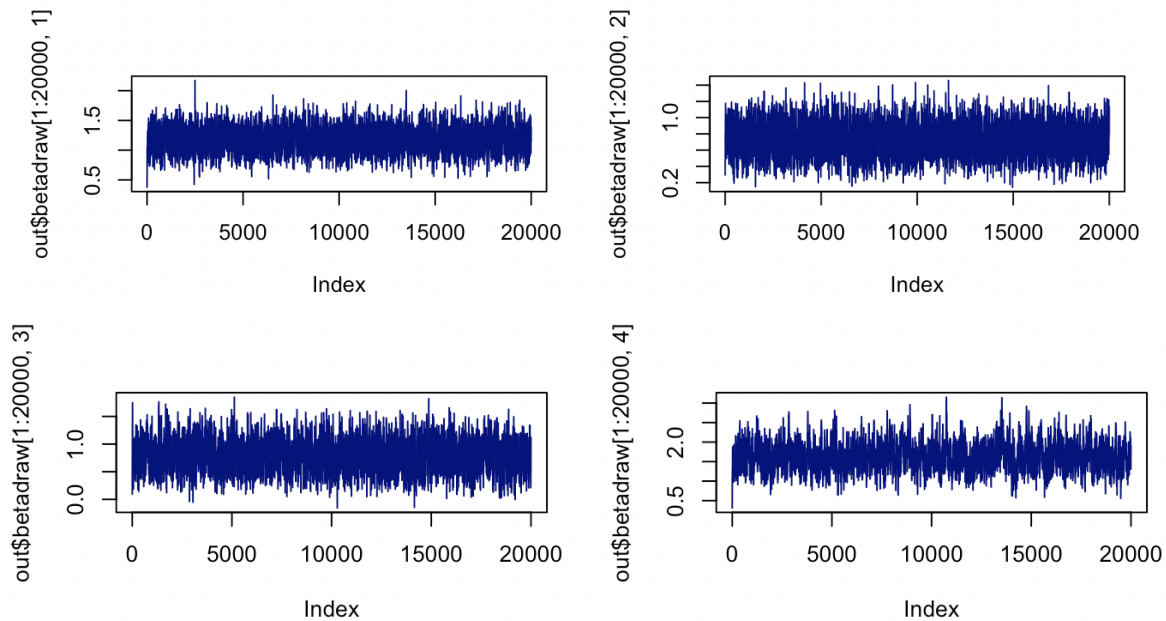 out$betadraw[1:20000, 1]
1.5
0.5
0 5000 10000 15000 20000
Index
out$betadraw[1:20000, 2]
1.0
0.2
0 5000 10000 15000 20000
Index
out$betadraw[1:20000, 3]
1.0
0.0
0 5000 10000 15000 20000
Index
out$betadraw[1:20000, 4]
2.0
0.5
0 5000 10000 15000 20000
Index